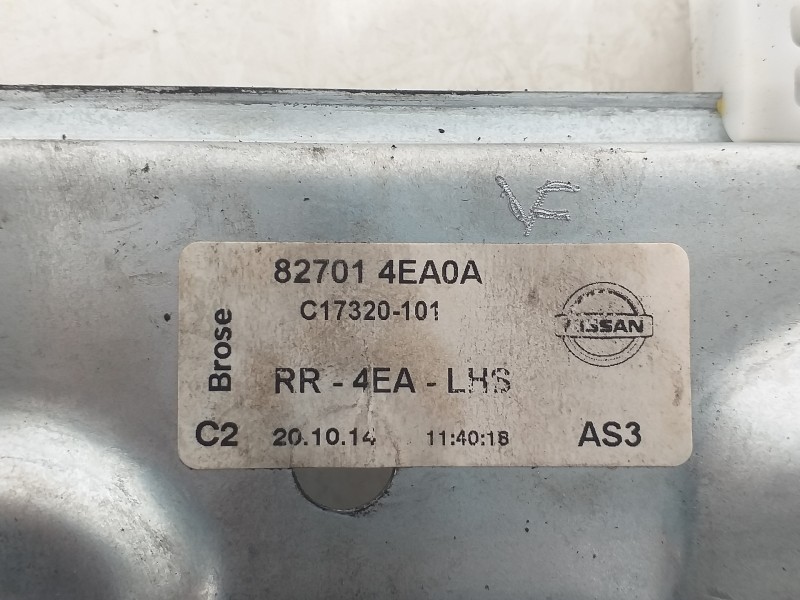 82701 4EA0A
C17320-101
NISSAN
Brose
RR - 4EA - LHS
C2 20.10.14 11:40:18 AS3